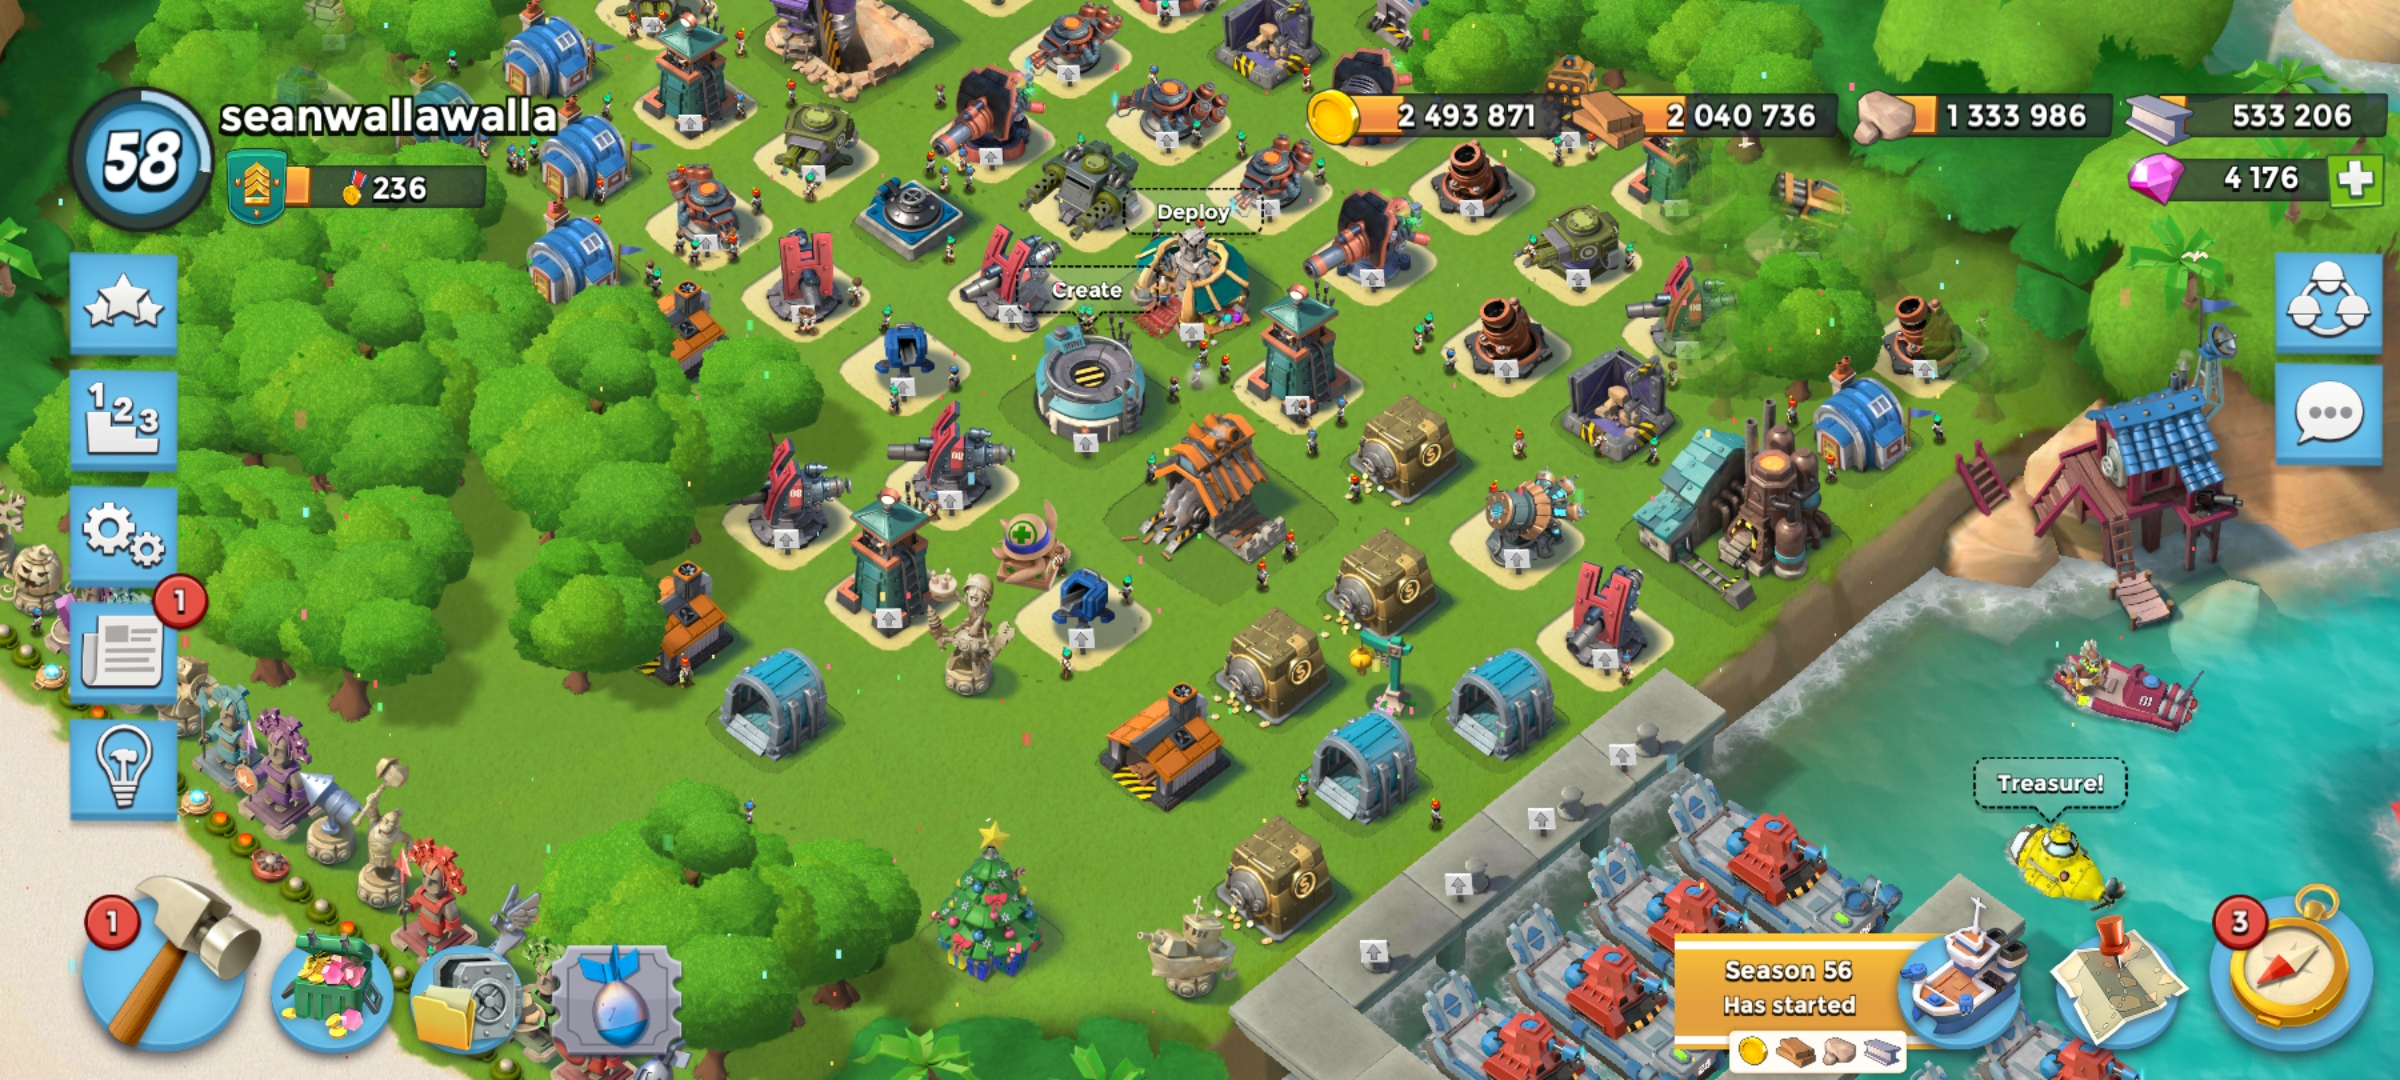 58
seanwallawalla
236
2 493 871
2 040 736
1 333 986
533 206
4 176
Deploy
Create
1 2 3
1
Treasure!
1
3
Season 56
Has started